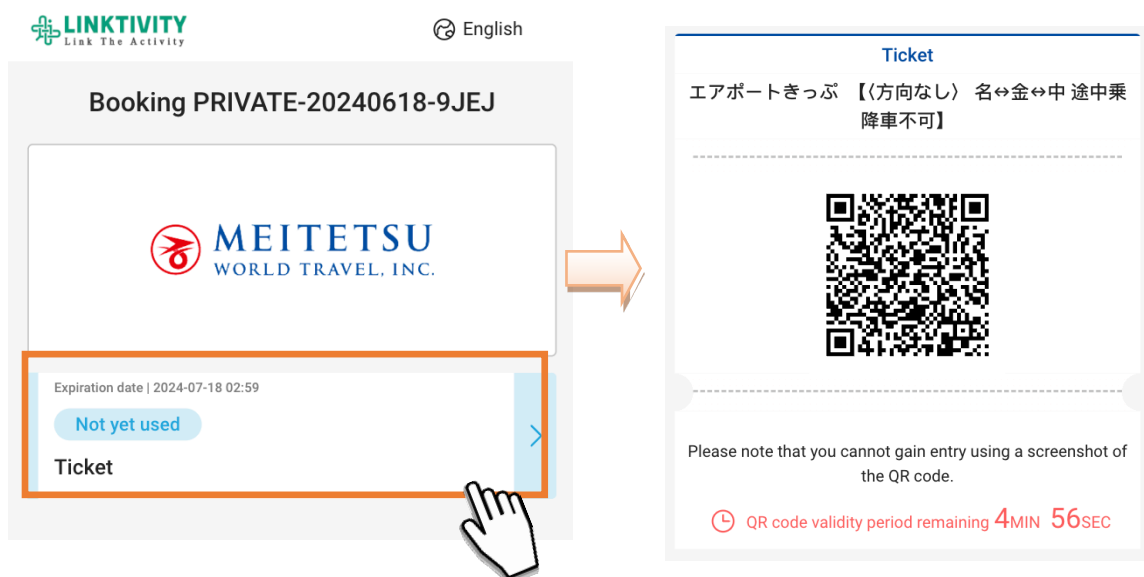 LINKTIVITY
Link The Activity
English
Booking PRIVATE-20240618-9JEJ
MEITETSU
WORLD TRAVEL, INC.
Expiration date | 2024-07-18 02:59
Not yet used
Ticket
Ticket
エアポートきっぷ 【〈方向なし〉 名↔金↔中 途中乗
降車不可】
Please note that you cannot gain entry using a screenshot of
the QR code.
QR code validity period remaining 4MIN 56SEC